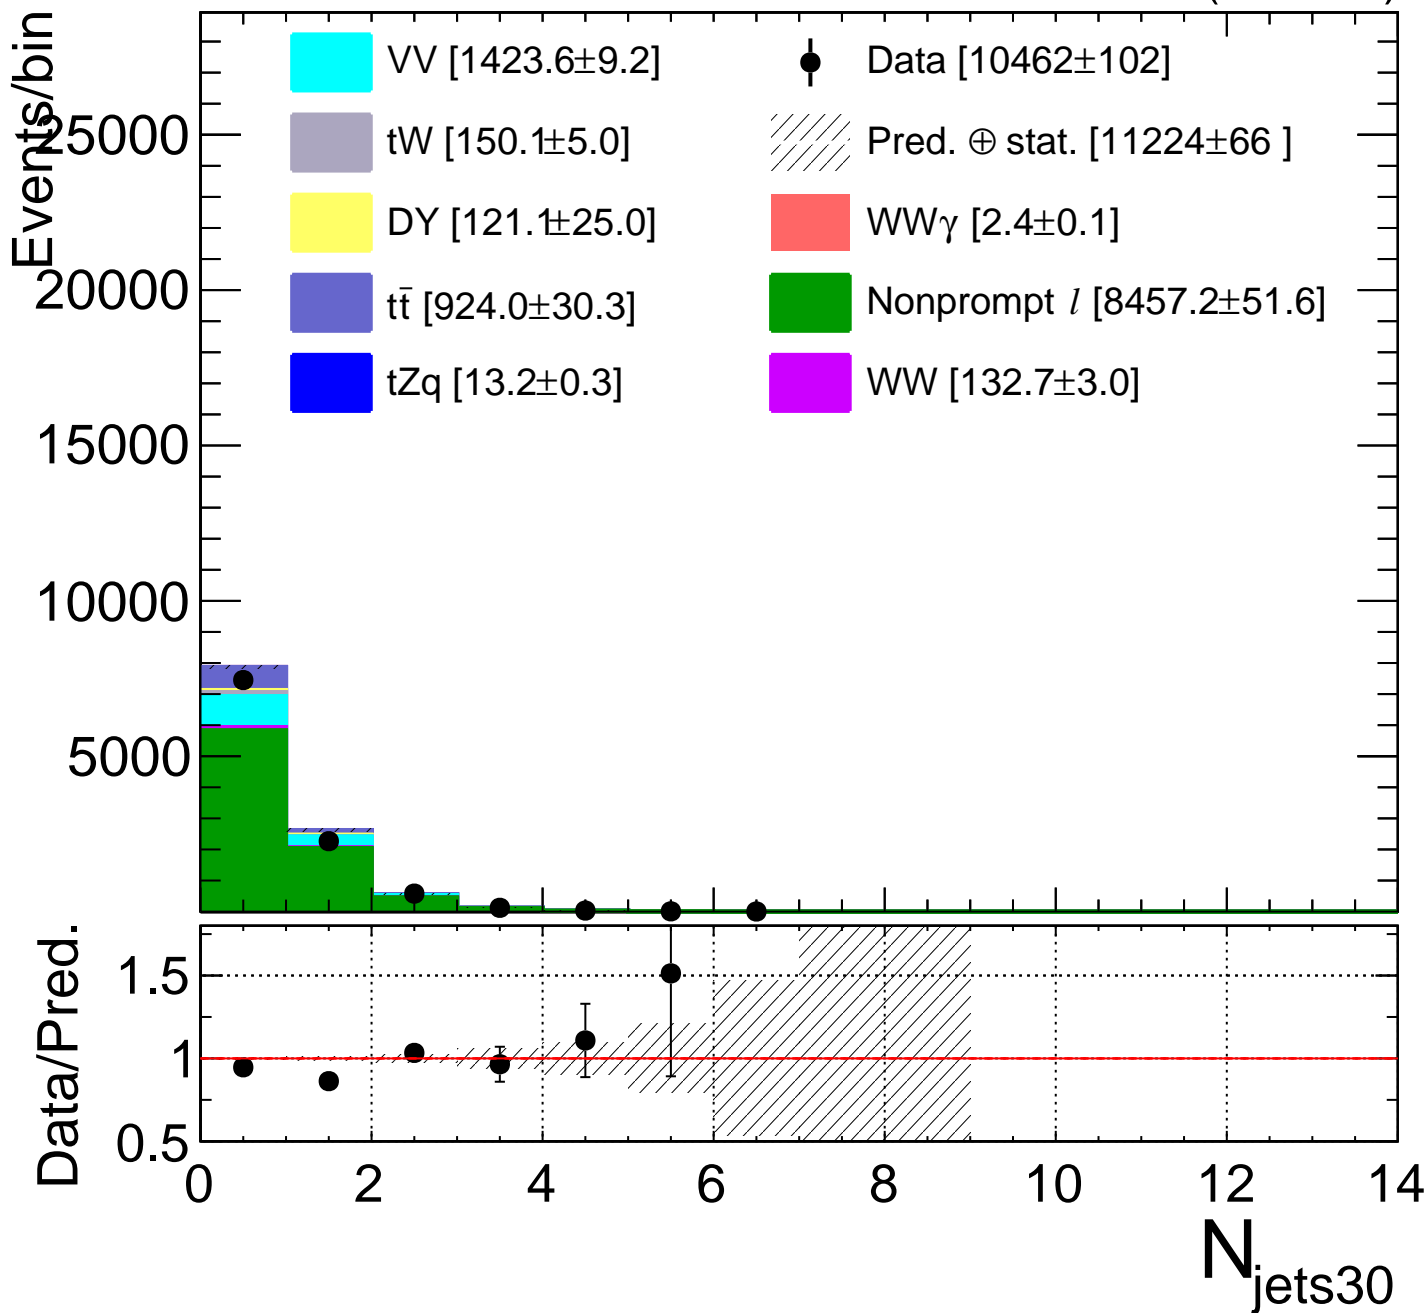 Events/bin
25000
20000
15000
10000
5000
VV [1423.6±9.2]
tW [150.1±5.0]
DY [121.1±25.0]
tt̄ [924.0±30.3]
tZq [13.2±0.3]
Data [10462±102]
Pred. ⊕ stat. [11224±66 ]
WWγ [2.4±0.1]
Nonprompt l [8457.2±51.6]
WW [132.7±3.0]
Data/Pred.
1.5
1
0.5
0 2 4 6 8 10 12 14
Njets30